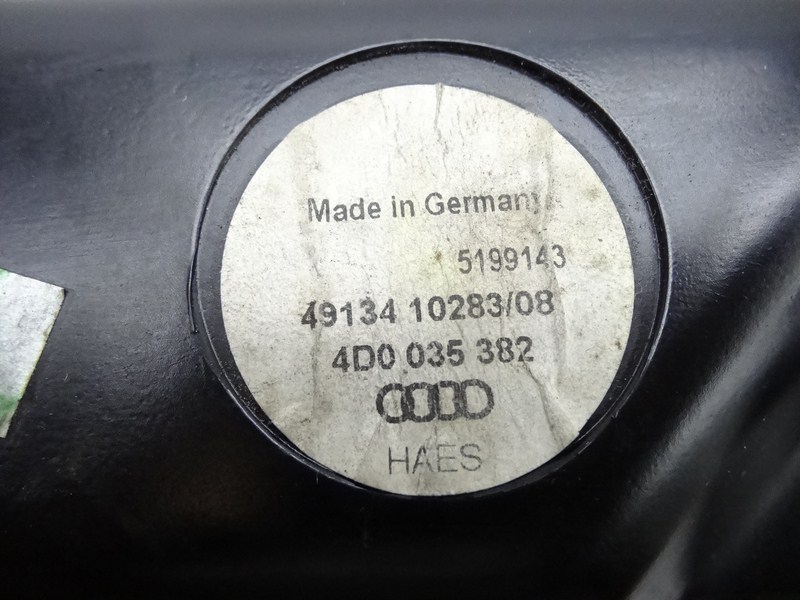 Made in Germany
5199143
49134 10283/08
4D0 035 382
HAES